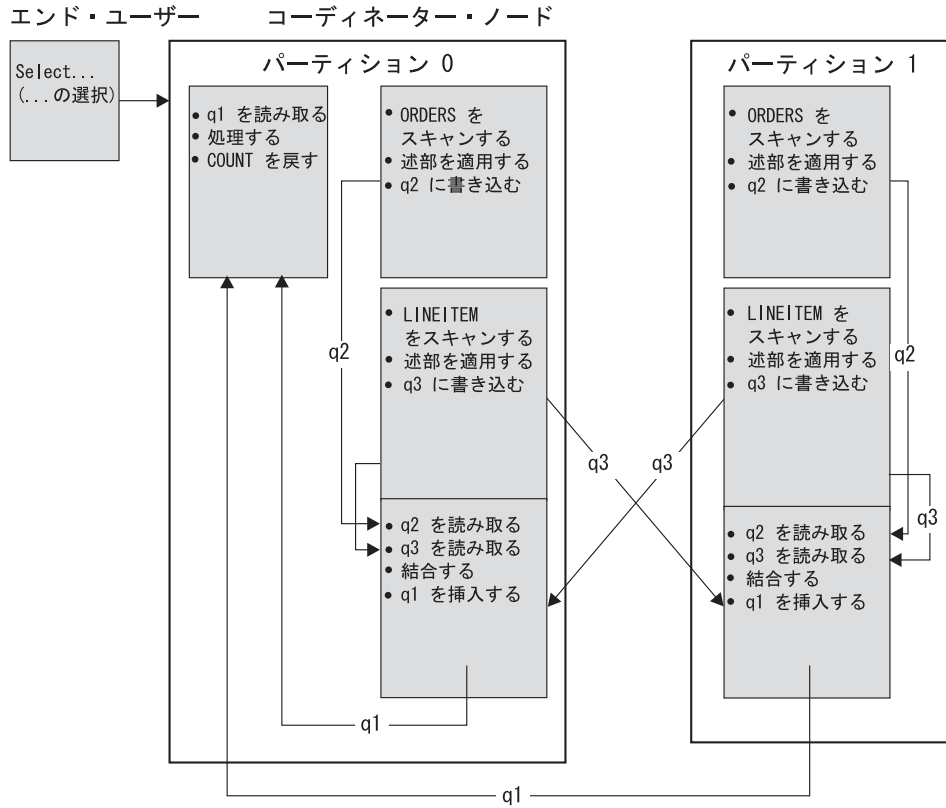 エンド・ユーザー
コーディネーター・ノード
Select...
(...の選択)
パーティション 0
• q1 を読み取る
• 処理する
• COUNT を戻す
• ORDERS を
スキャンする
• 述部を適用する
• q2 に書き込む
q2
• LINEITEM
をスキャンする
• 述部を適用する
• q3 に書き込む
• q2 を読み取る
• q3 を読み取る
• 結合する
• q1 を挿入する
q1
q3
q3
パーティション 1
• ORDERS を
スキャンする
• 述部を適用する
• q2 に書き込む
q2
• LINEITEM を
スキャンする
• 述部を適用する
• q3 に書き込む
q3
• q2 を読み取る
• q3 を読み取る
• 結合する
• q1 を挿入する
q1